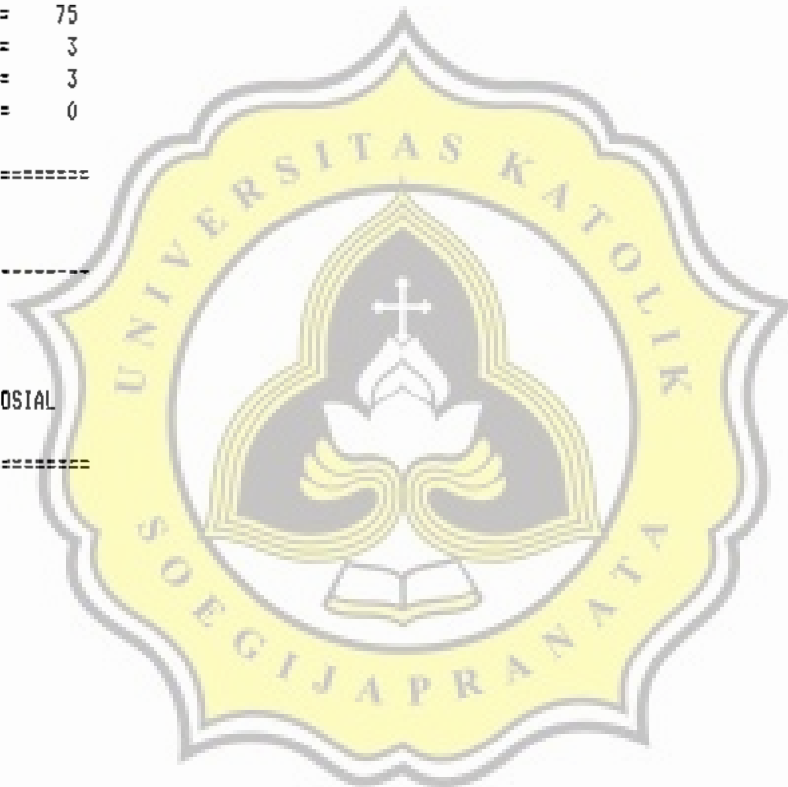 = 75
= 3
= 3
= 0
========
--------
OSIAL
========
UNIVERSITAS KATOLIK
SOEGIJAPRANATA